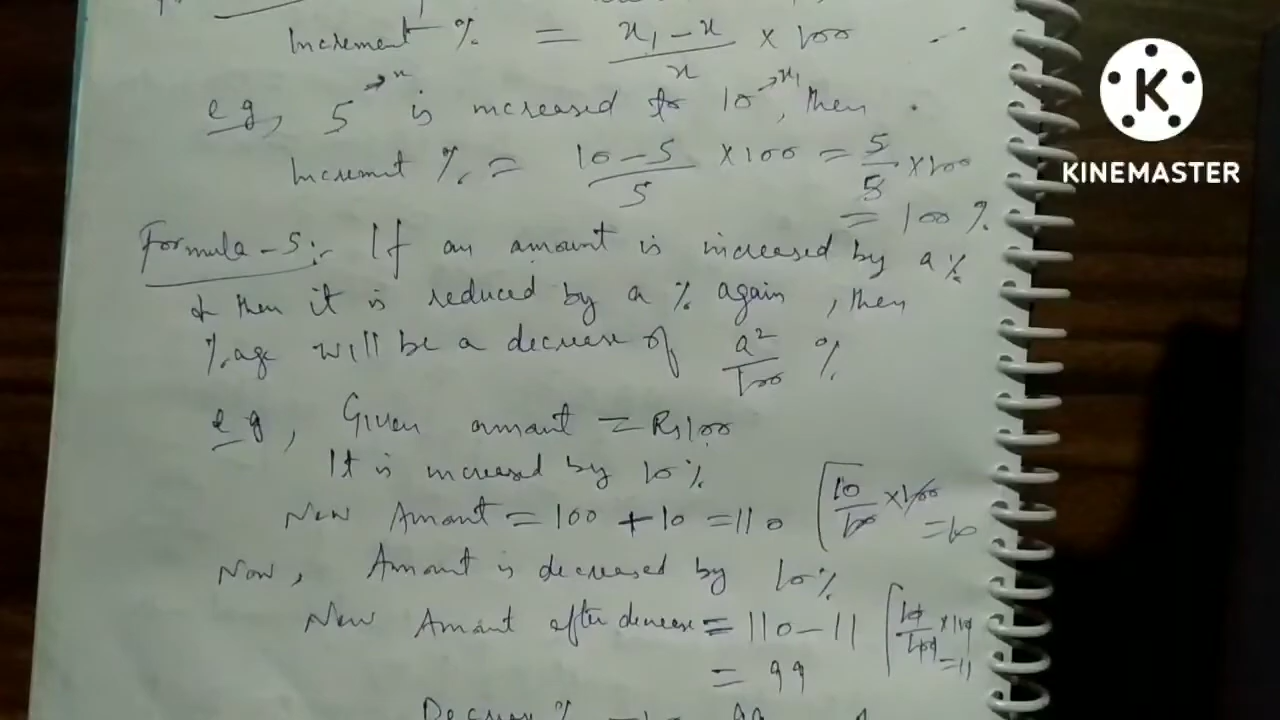 Increment % = x₁ - x / x × 100
e.g, 5 → x is increased to 10 → x₁, then
Increment % = 10 - 5 / 5 × 100 = 5 / 5 × 100
= 100 %
Formula - 5:- If an amount is increased by a %
& then it is reduced by a % again, then
%age will be a decrease of a² / 100 %
e g, Given amount = Rs 100
It is increased by 10 %
New Amount = 100 + 10 = 110 [10 / 100 × 100 = 10
Now, Amount is decreased by 10 %
New Amount after decrease = 110 - 11 [10 / 100 × 110 = 11
= 99
KINEMASTER